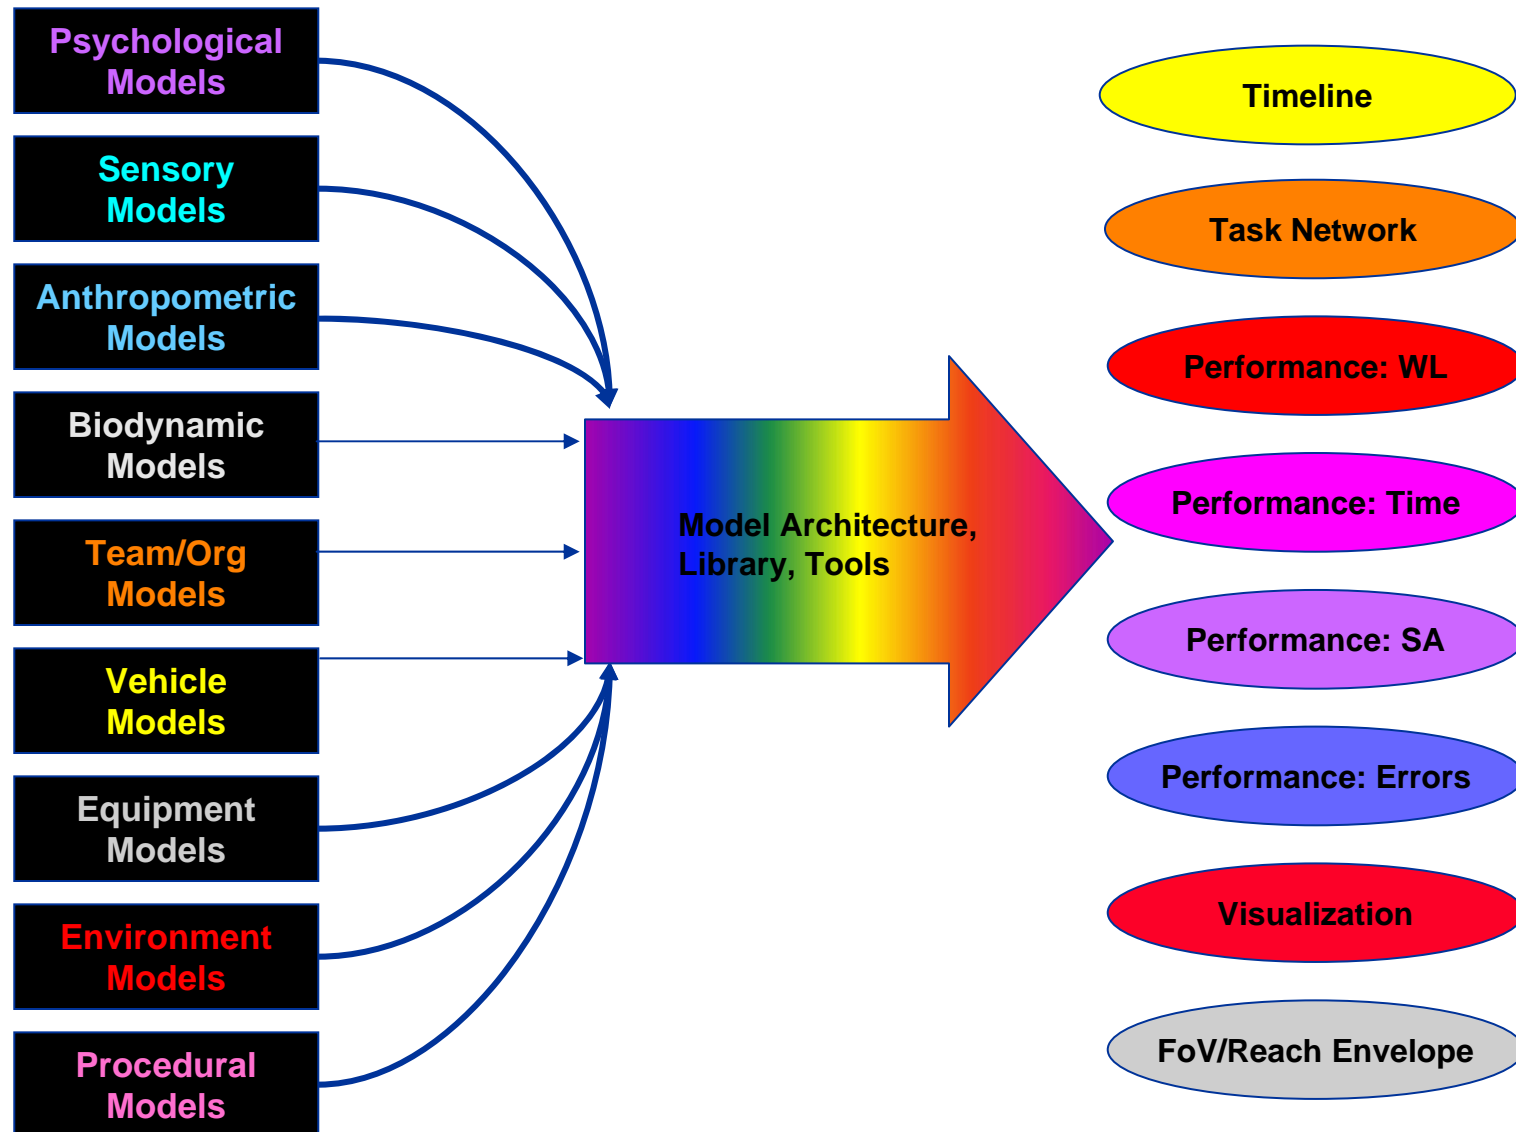 Psychological
Models
Sensory
Models
Anthropometric
Models
Biodynamic
Models
Team/Org
Models
Vehicle
Models
Equipment
Models
Environment
Models
Procedural
Models
Model Architecture,
Library, Tools
Timeline
Task Network
Performance: WL
Performance: Time
Performance: SA
Performance: Errors
Visualization
FoV/Reach Envelope